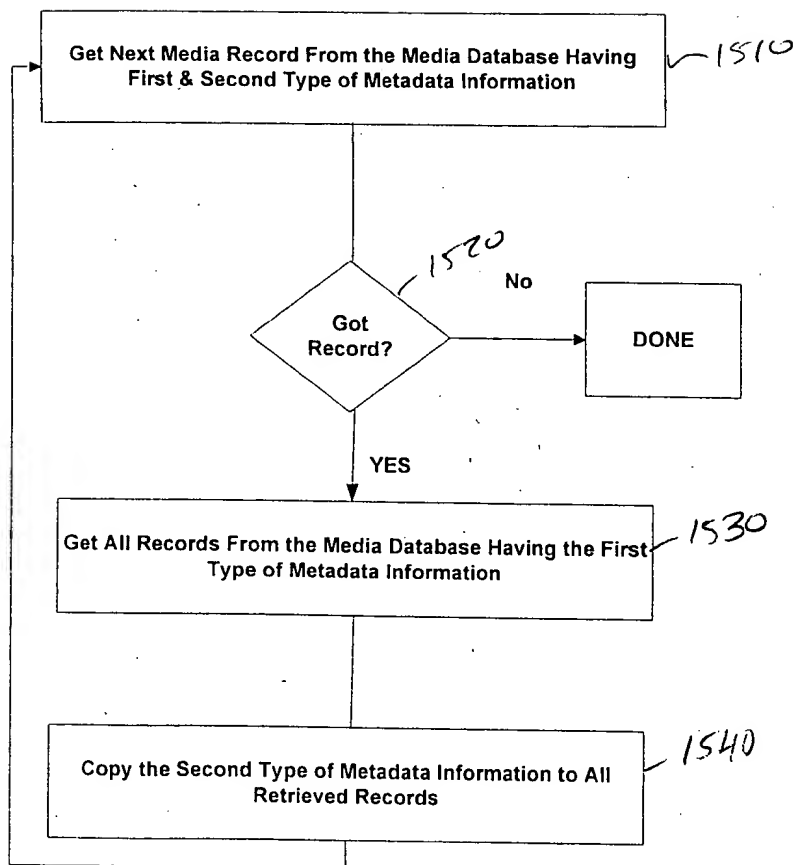 Get Next Media Record From the Media Database Having
First & Second Type of Metadata Information
1510
1520
No
Got
Record?
DONE
YES
Get All Records From the Media Database Having the First
Type of Metadata Information
1530
Copy the Second Type of Metadata Information to All
Retrieved Records
1540